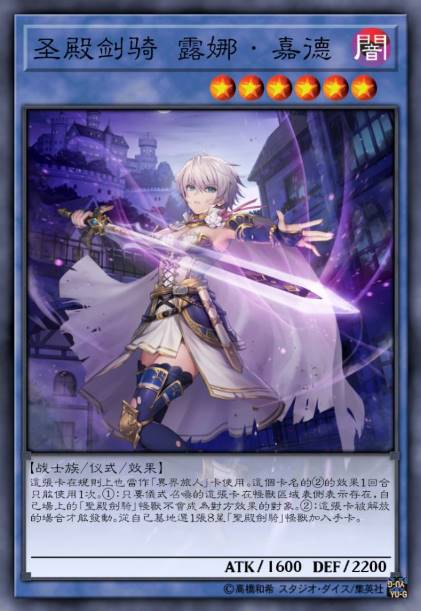 圣殿剑骑 露娜·嘉德
闇
【战士族/仪式/效果】
這張卡在規則上也當作「異界旅人」卡使用。這個卡名的②的效果1回合
只能使用1次。①：只要儀式召喚的這張卡在怪獸區域表側表示存在，自
己場上的「聖殿劍騎」怪獸不會成為對方效果的對象。②：這張卡被解放
的場合才能發動。從自己墓地選1張8星「聖殿劍騎」怪獸加入手卡。
ATK/1600 DEF/2200
©高橋和希 スタジオ・ダイス/集英社